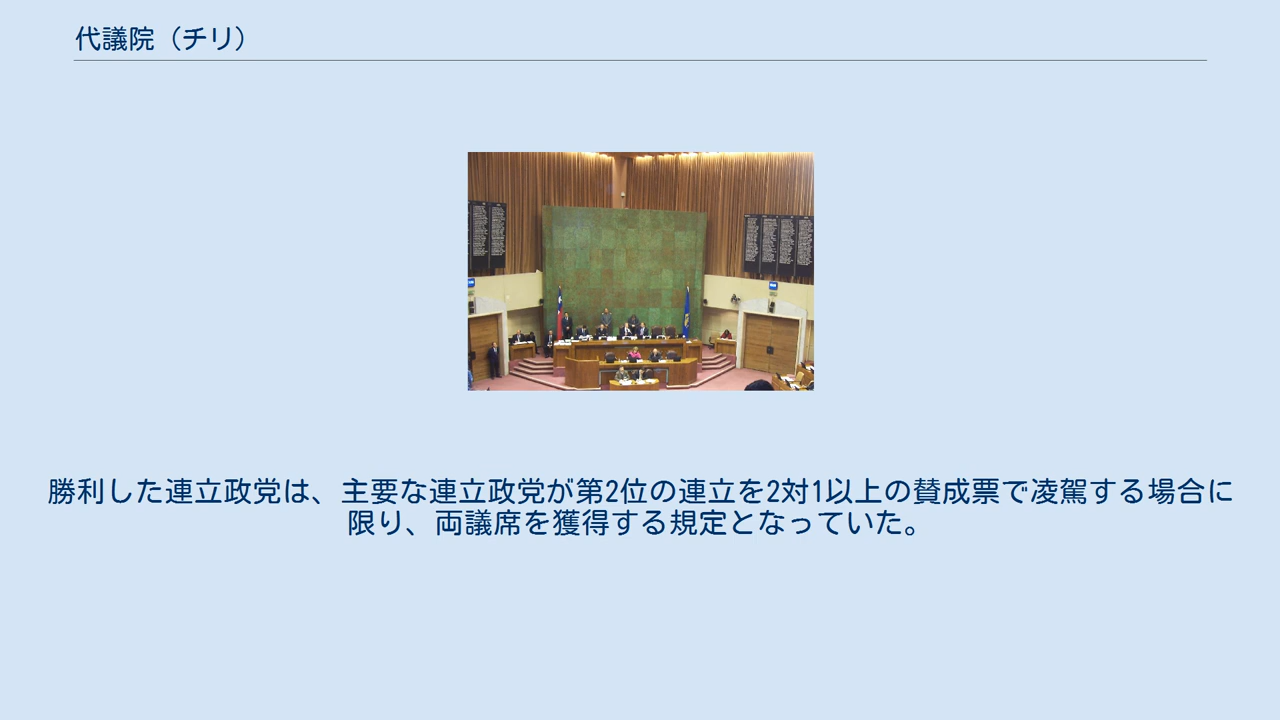 代議院（チリ）
勝利した連立政党は、主要な連立政党が第2位の連立を2対1以上の賛成票で凌駕する場合に
限り、両議席を獲得する規定となっていた。